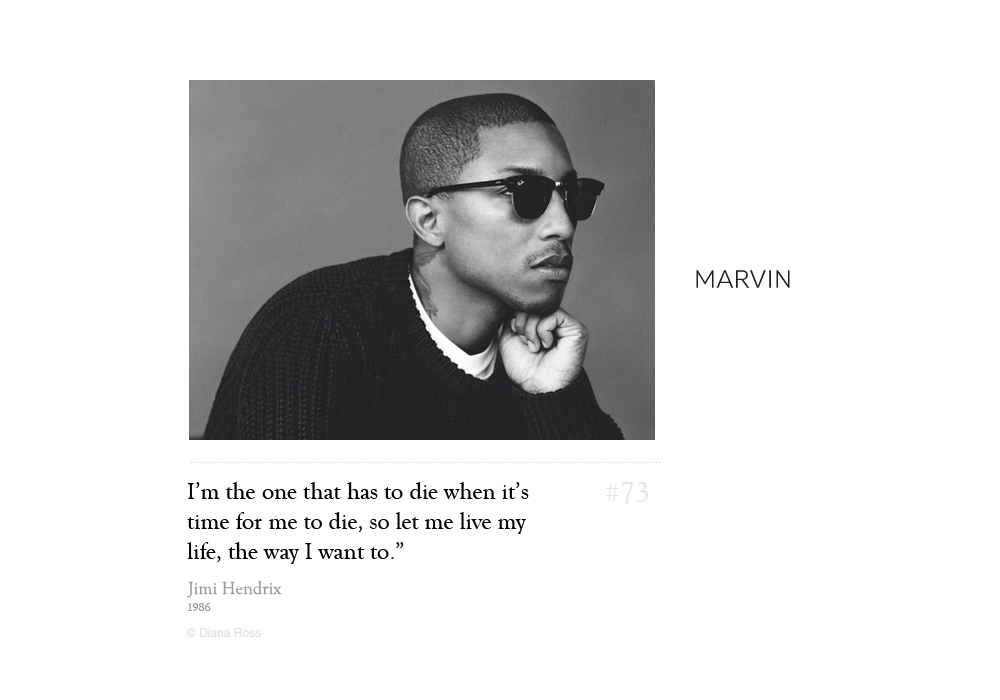 MARVIN
I'm the one that has to die when it's
time for me to die, so let me live my
life, the way I want to.”
#73
Jimi Hendrix
1986
© Diana Ross